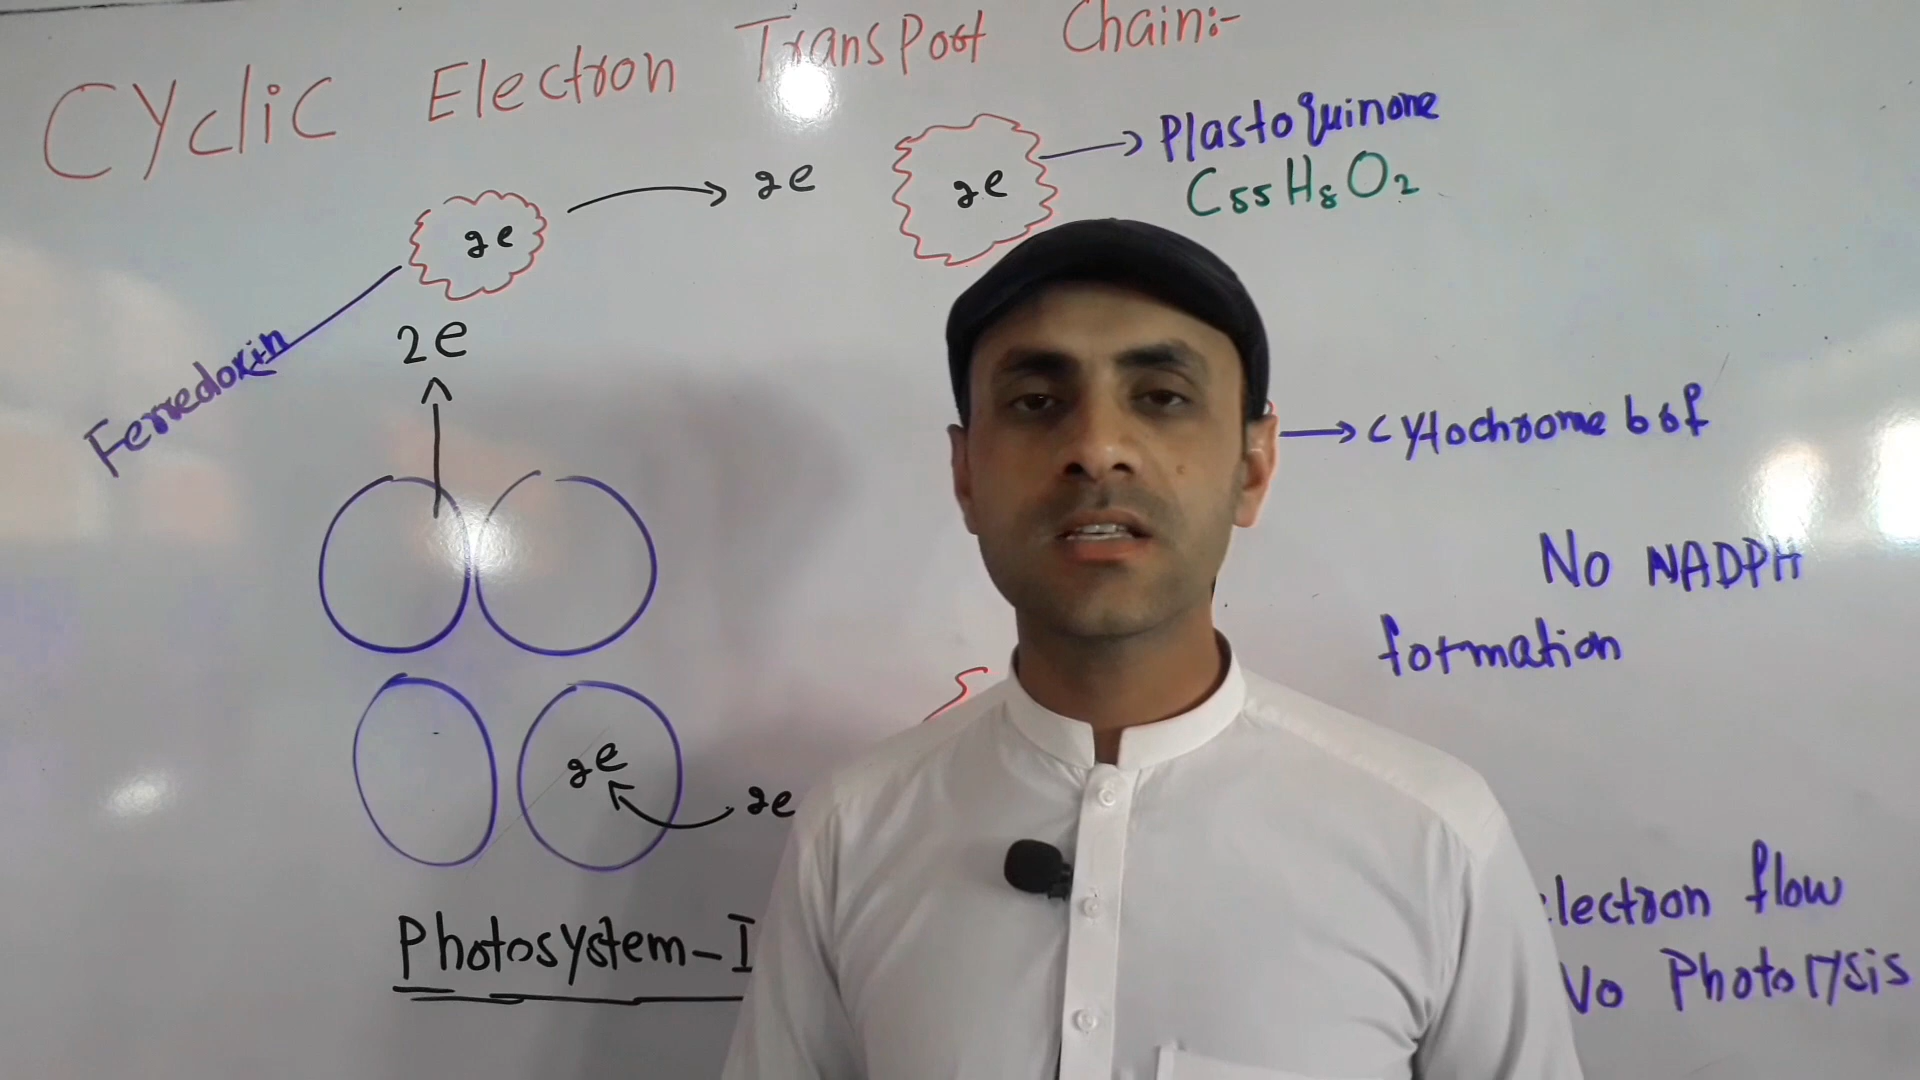 Cyclic Electron Transport Chain:-
2e
2e
2e
Plastoquinone
C55H8O2
Ferredoxin
2e
Cytochrome b6f
No NADPH
formation
2e
2e
Photosystem-I
electron flow
No Photolysis